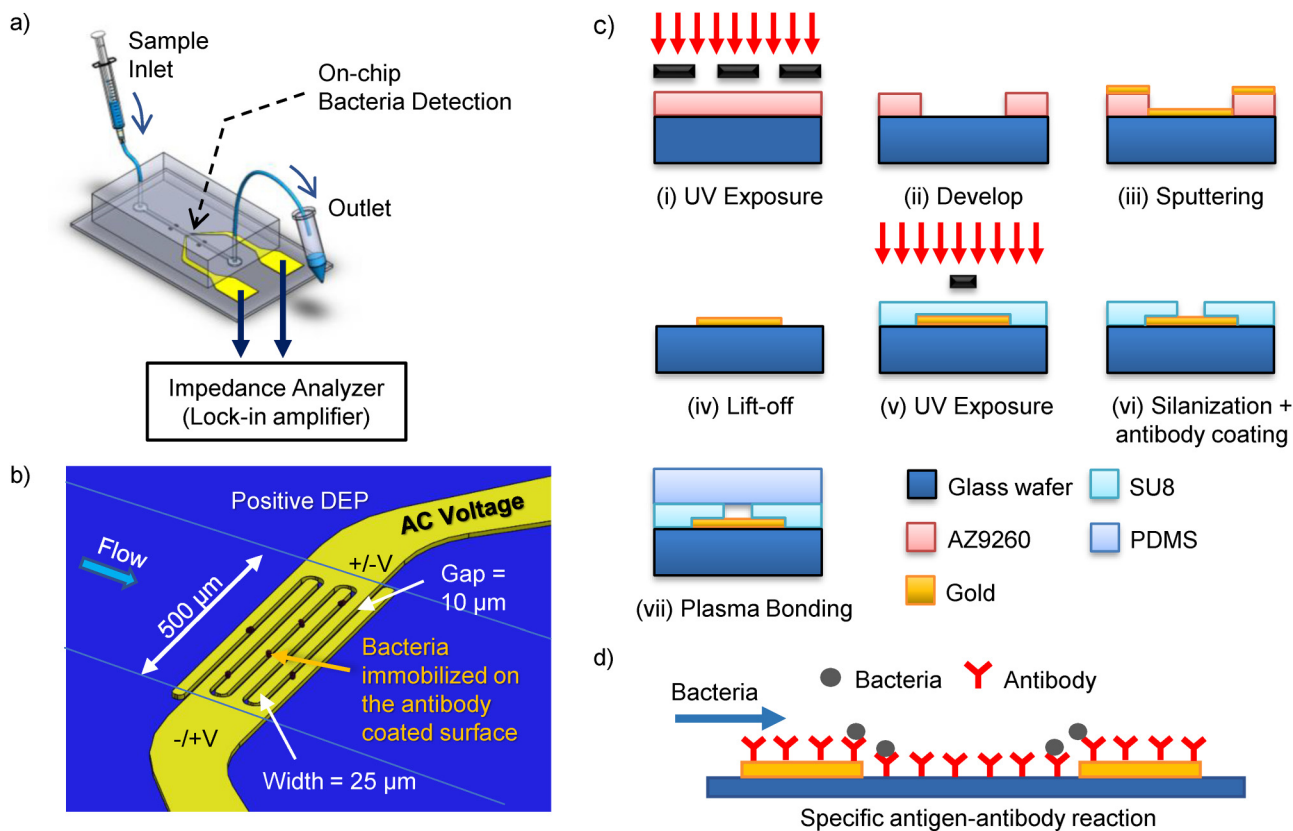 a)
Sample
Inlet
On-chip
Bacteria Detection
Outlet
Impedance Analyzer
(Lock-in amplifier)
b)
Positive DEP
AC Voltage
Flow
+/-V
Gap =
10 µm
500 µm
Bacteria
immobilized on
the antibody
coated surface
-/+V
Width = 25 µm
c)
(i) UV Exposure
(ii) Develop
(iii) Sputtering
(iv) Lift-off
(v) UV Exposure
(vi) Silanization +
antibody coating
(vii) Plasma Bonding
Glass wafer
SU8
AZ9260
PDMS
Gold
d)
Bacteria
Bacteria
Antibody
Specific antigen-antibody reaction